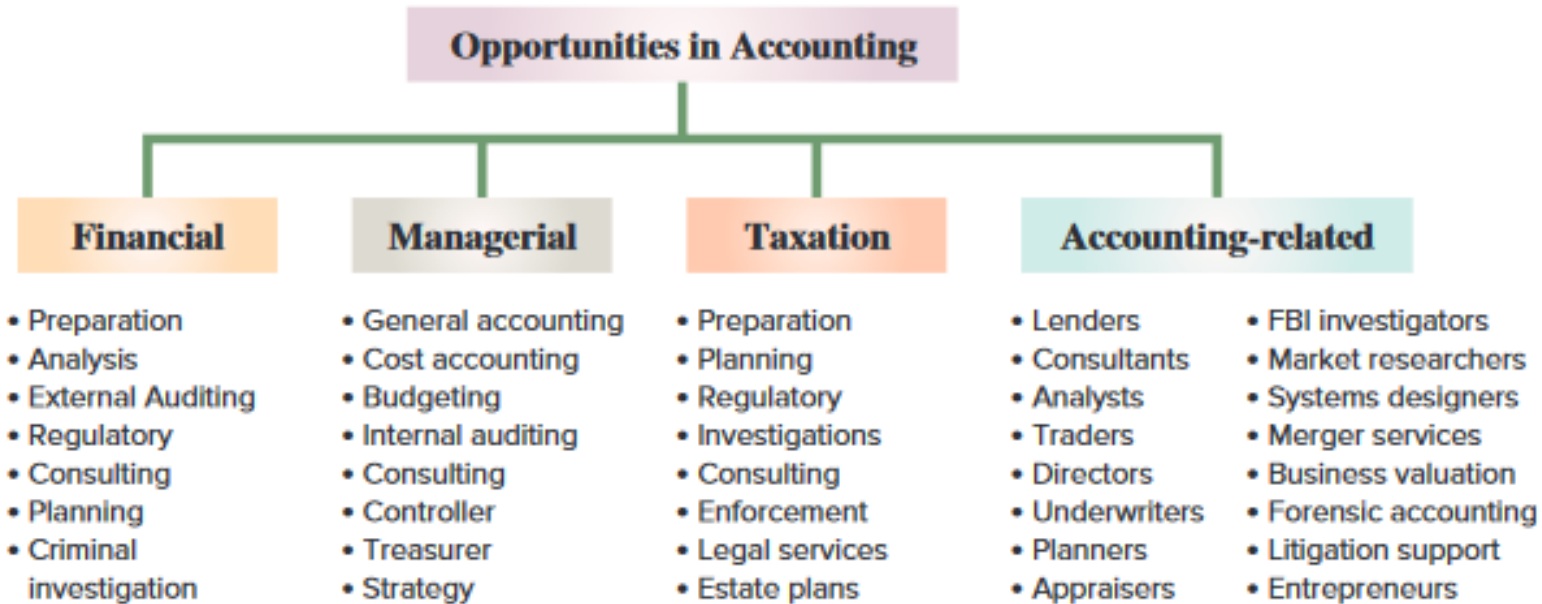 Opportunities in Accounting
Financial
• Preparation
• Analysis
• External Auditing
• Regulatory
• Consulting
• Planning
• Criminal
investigation
Managerial
• General accounting
• Cost accounting
• Budgeting
• Internal auditing
• Consulting
• Controller
• Treasurer
• Strategy
Taxation
• Preparation
• Planning
• Regulatory
• Investigations
• Consulting
• Enforcement
• Legal services
• Estate plans
Accounting-related
• Lenders
• Consultants
• Analysts
• Traders
• Directors
• Underwriters
• Planners
• Appraisers
• FBI investigators
• Market researchers
• Systems designers
• Merger services
• Business valuation
• Forensic accounting
• Litigation support
• Entrepreneurs